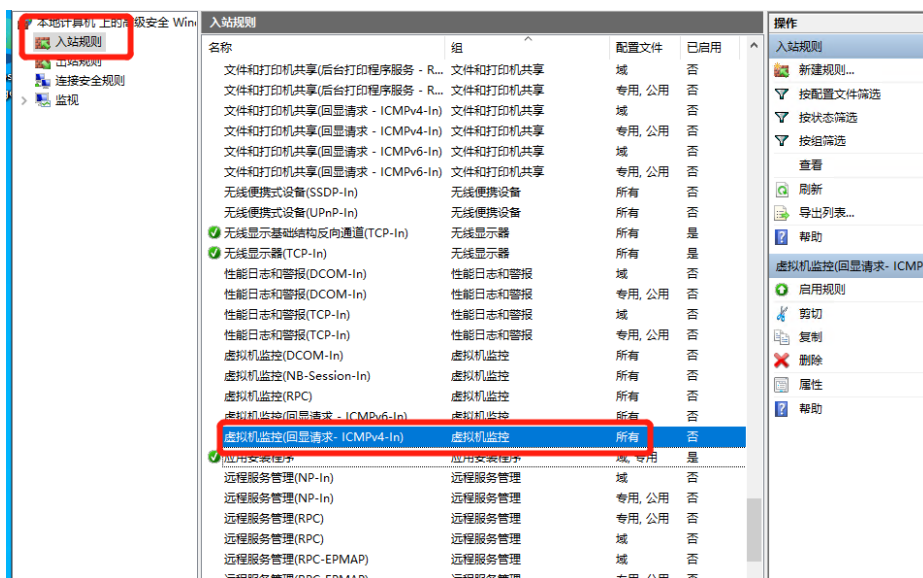 本地计算机 上的高级安全 Win
入站规则
出站规则
连接安全规则
监视
入站规则
名称 组 配置文件 已启用
文件和打印机共享(后台打印程序服务 - R... 文件和打印机共享 域 否
文件和打印机共享(后台打印程序服务 - R... 文件和打印机共享 专用, 公用 否
文件和打印机共享(回显请求 - ICMPv4-In) 文件和打印机共享 域 否
文件和打印机共享(回显请求 - ICMPv4-In) 文件和打印机共享 专用, 公用 否
文件和打印机共享(回显请求 - ICMPv6-In) 文件和打印机共享 域 否
文件和打印机共享(回显请求 - ICMPv6-In) 文件和打印机共享 专用, 公用 否
无线便携式设备(SSDP-In) 无线便携设备 所有 否
无线便携式设备(UPnP-In) 无线便携设备 所有 否
无线显示基础结构反向通道(TCP-In) 无线显示器 所有 是
无线显示器(TCP-In) 无线显示器 所有 是
性能日志和警报(DCOM-In) 性能日志和警报 域 否
性能日志和警报(DCOM-In) 性能日志和警报 专用, 公用 否
性能日志和警报(TCP-In) 性能日志和警报 域 否
性能日志和警报(TCP-In) 性能日志和警报 专用, 公用 否
虚拟机监控(DCOM-In) 虚拟机监控 所有 否
虚拟机监控(NB-Session-In) 虚拟机监控 所有 否
虚拟机监控(RPC) 虚拟机监控 所有 否
虚拟机监控(回显请求 - ICMPv6-In) 虚拟机监控 所有 否
虚拟机监控(回显请求- ICMPv4-In) 虚拟机监控 所有 否
应用安装程序 应用安装程序 域, 专用 是
远程服务管理(NP-In) 远程服务管理 域 否
远程服务管理(NP-In) 远程服务管理 专用, 公用 否
远程服务管理(RPC) 远程服务管理 专用, 公用 否
远程服务管理(RPC) 远程服务管理 域 否
远程服务管理(RPC-EPMAP) 远程服务管理 域 否
远程服务管理(RPC-EPMAP) 远程服务管理 专用, 公用 否
操作
入站规则
新建规则...
按配置文件筛选
按状态筛选
按组筛选
查看
刷新
导出列表...
帮助
虚拟机监控(回显请求- ICMP
启用规则
剪切
复制
删除
属性
帮助